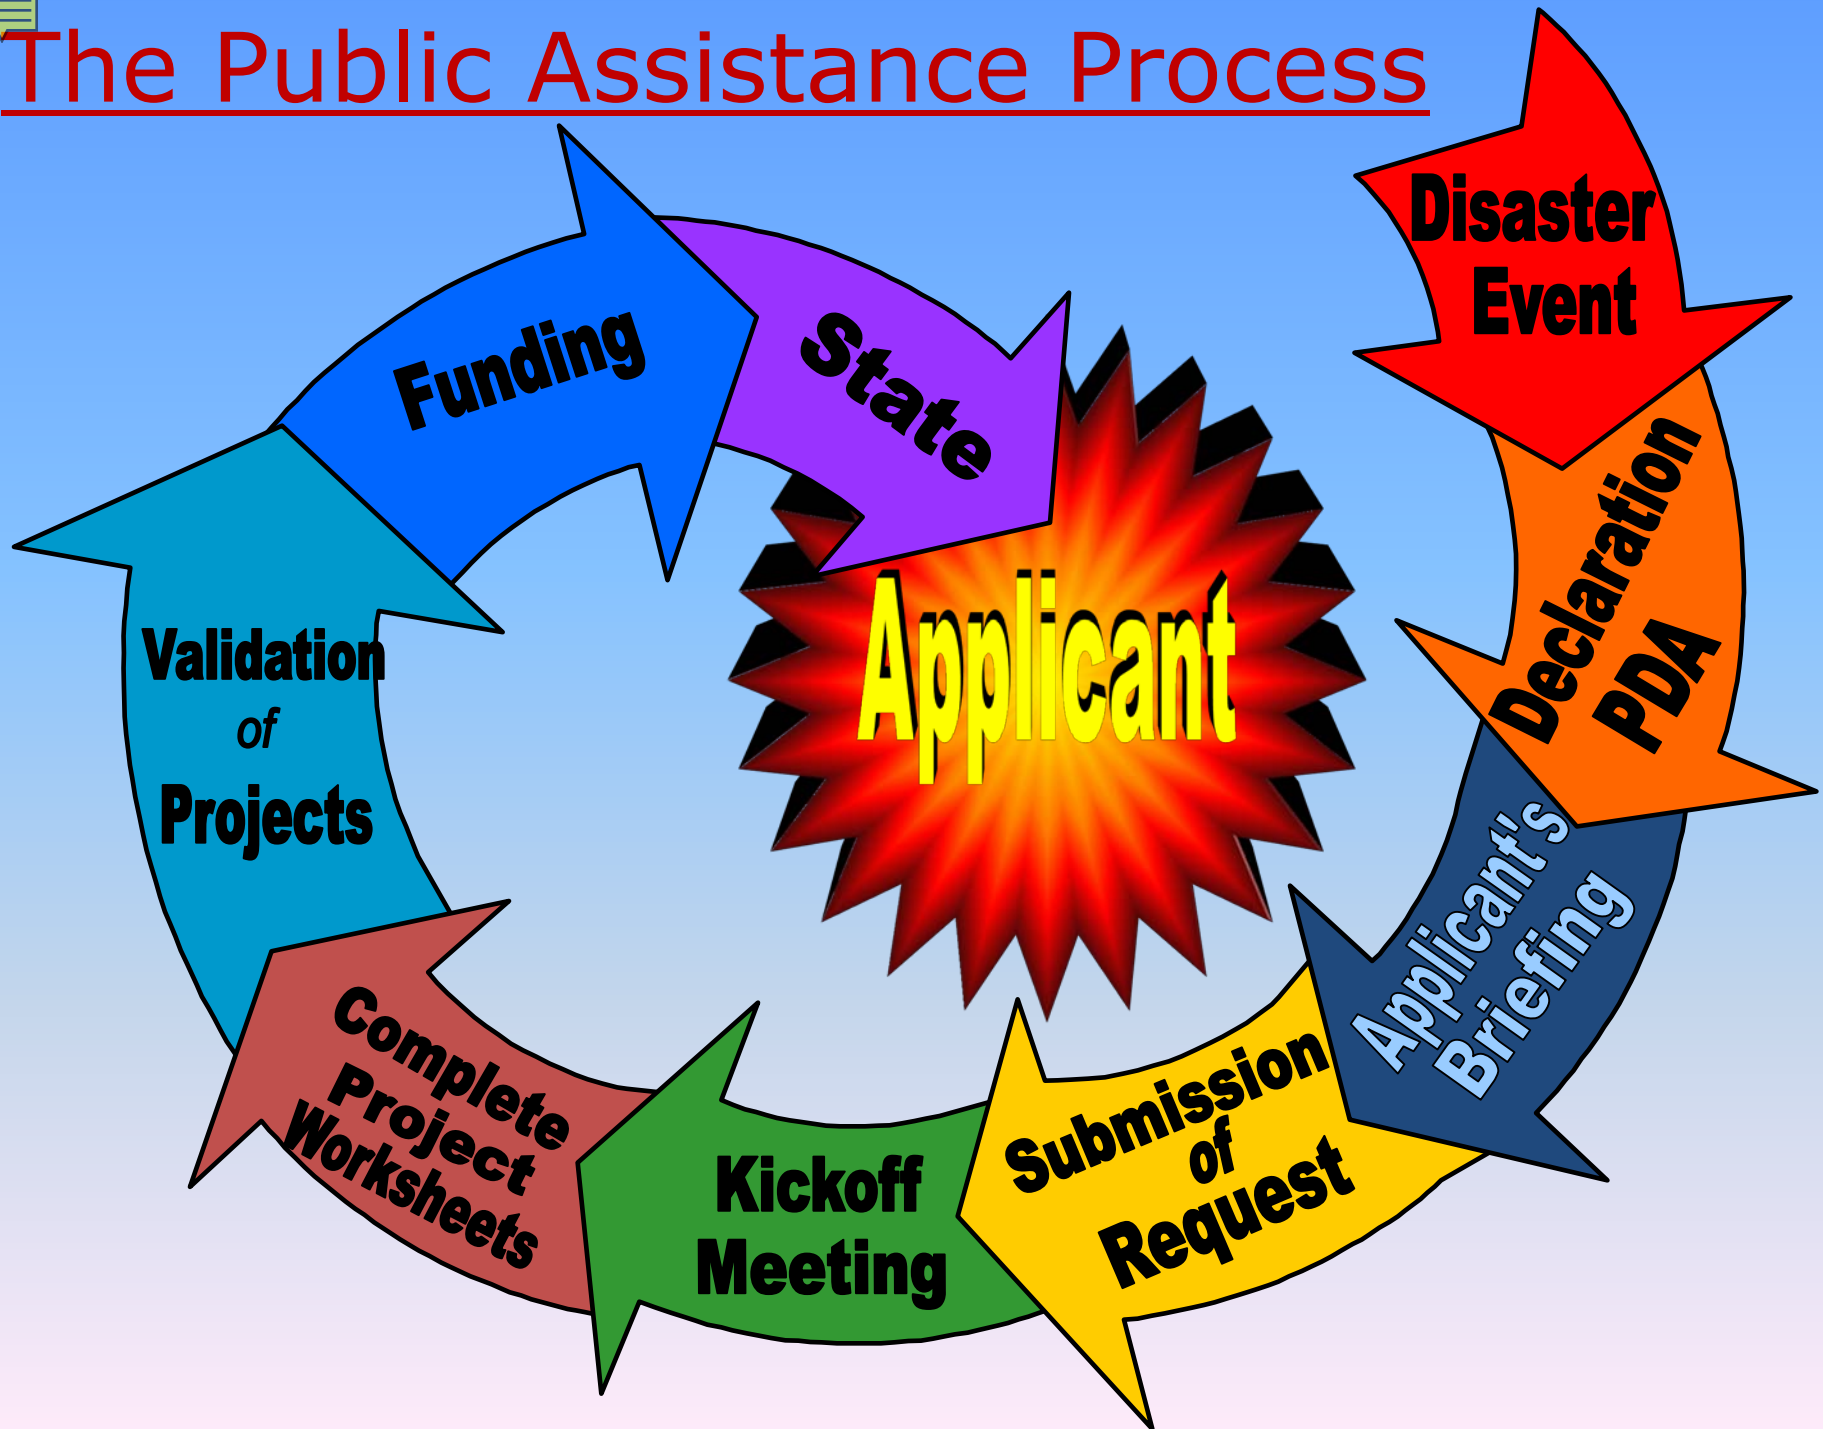 The Public Assistance Process
Disaster
Event
Declaration
PDA
Applicant's
Briefing
Submission
of
Request
Kickoff
Meeting
Complete
Project
Worksheets
Validation
of
Projects
Funding
State
Applicant